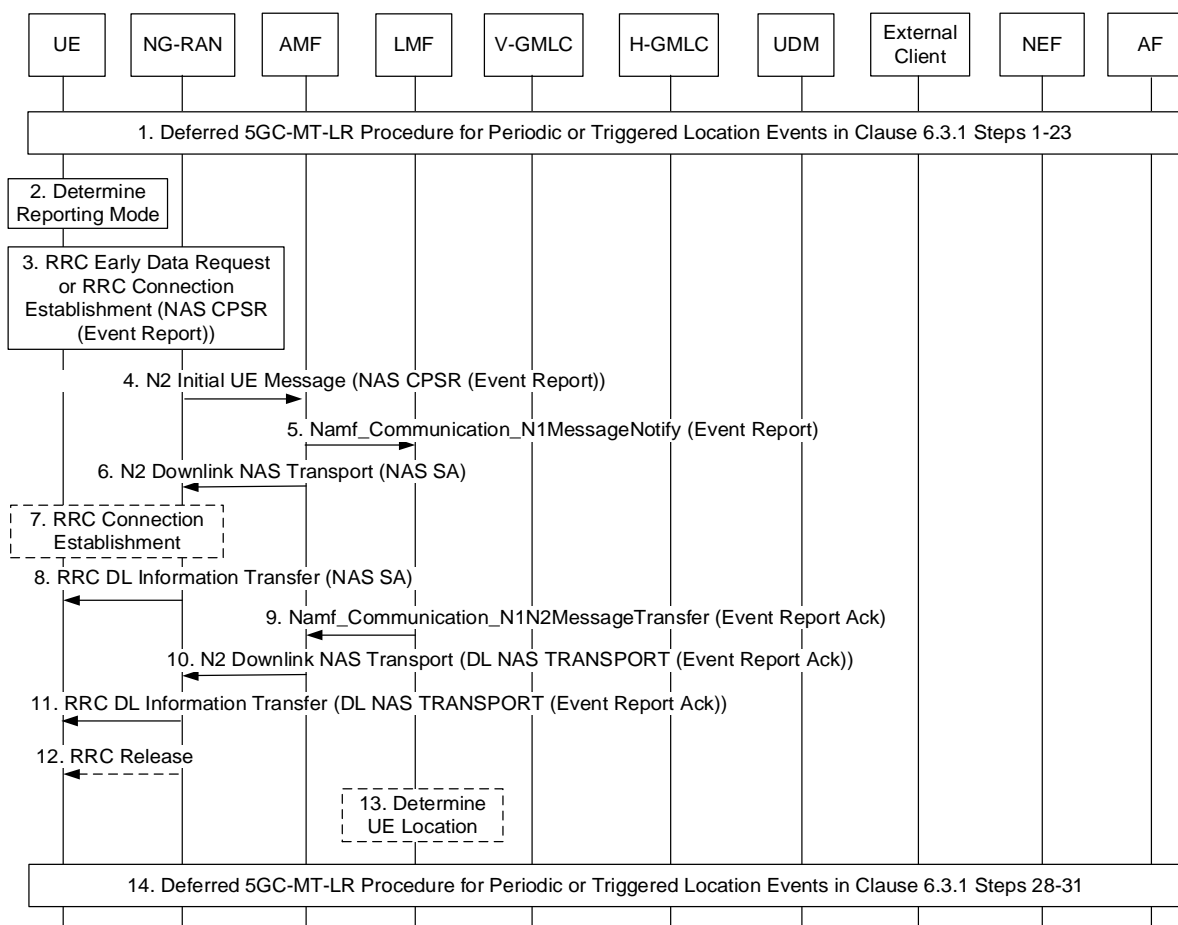 UE NG-RAN AMF LMF V-GMLC H-GMLC UDM External Client NEF AF
1. Deferred 5GC-MT-LR Procedure for Periodic or Triggered Location Events in Clause 6.3.1 Steps 1-23
2. Determine
Reporting Mode
3. RRC Early Data Request
or RRC Connection
Establishment (NAS CPSR
(Event Report))
4. N2 Initial UE Message (NAS CPSR (Event Report))
5. Namf_Communication_N1MessageNotify (Event Report)
6. N2 Downlink NAS Transport (NAS SA)
7. RRC Connection
Establishment
8. RRC DL Information Transfer (NAS SA)
9. Namf_Communication_N1N2MessageTransfer (Event Report Ack)
10. N2 Downlink NAS Transport (DL NAS TRANSPORT (Event Report Ack))
11. RRC DL Information Transfer (DL NAS TRANSPORT (Event Report Ack))
12. RRC Release
13. Determine
UE Location
14. Deferred 5GC-MT-LR Procedure for Periodic or Triggered Location Events in Clause 6.3.1 Steps 28-31